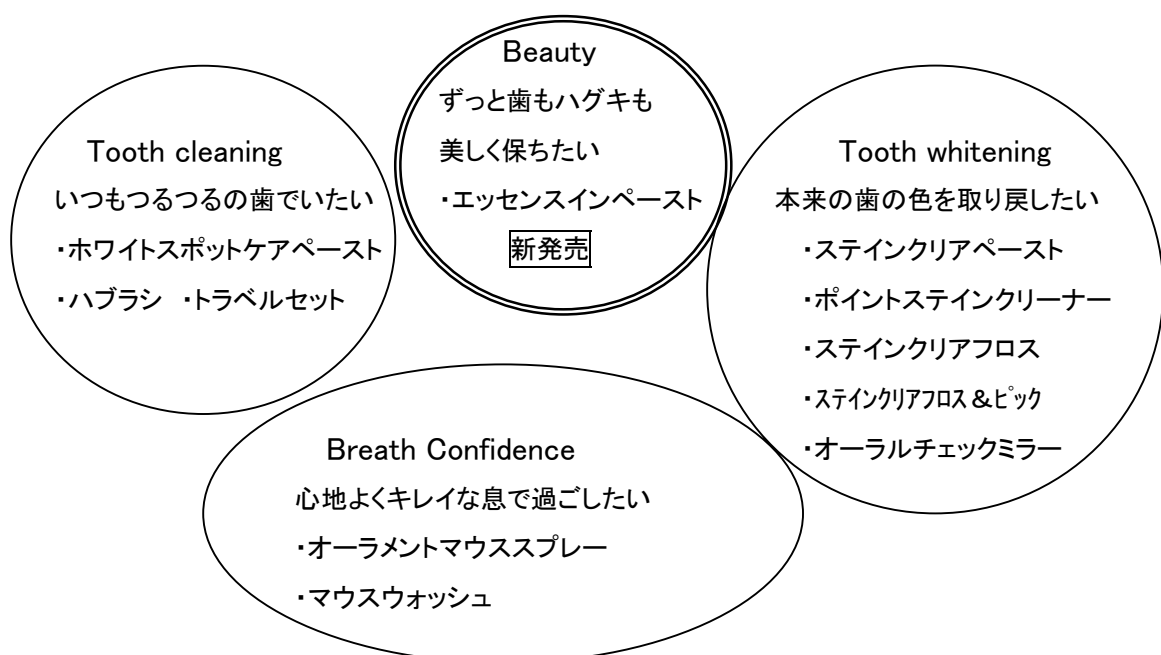 Beauty
ずっと歯もハグキも
美しく保ちたい
・エッセンスインペースト
新発売
Tooth cleaning
いつもつるつるの歯でいたい
・ホワイトスポットケアペースト
・ハブラシ ・トラベルセット
Tooth whitening
本来の歯の色を取り戻したい
・ステインクリアペースト
・ポイントステインクリーナー
・ステインクリアフロス
・ステインクリアフロス&ピック
・オーラルチェックミラー
Breath Confidence
心地よくキレイな息で過ごしたい
・オーラメントマウススプレー
・マウスウォッシュ